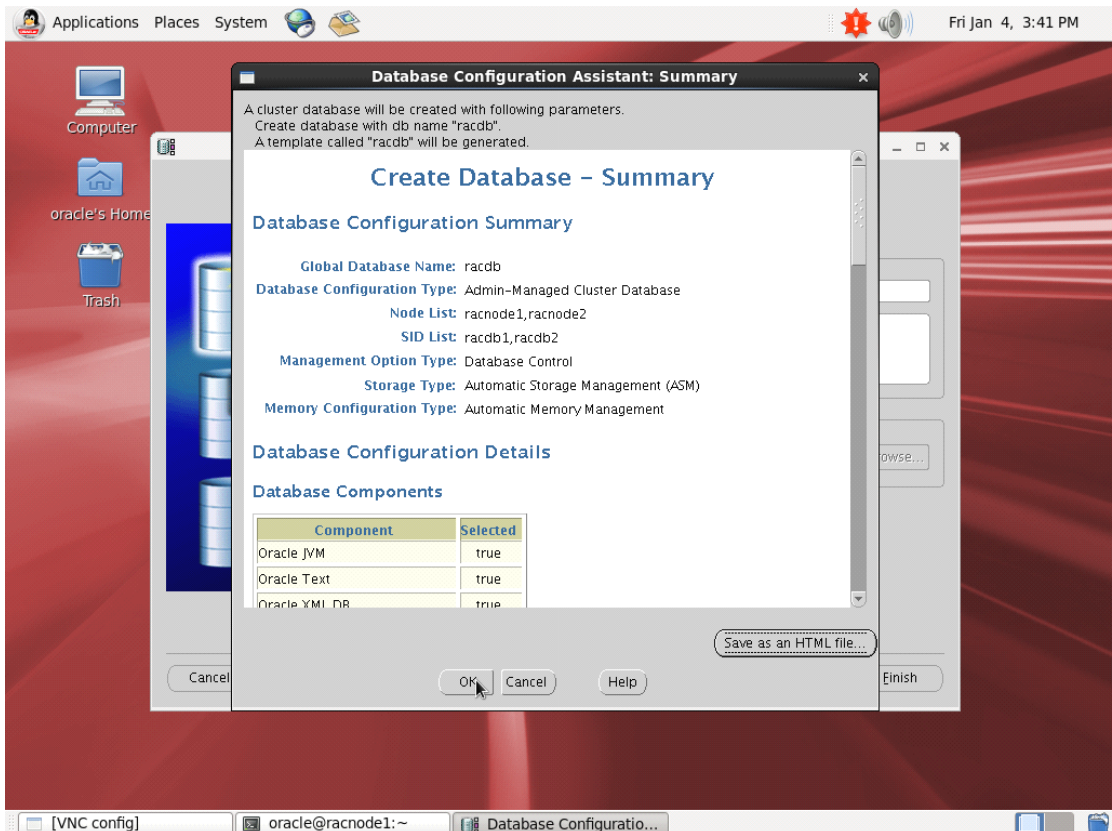 Applications Places System
Fri Jan 4, 3:41 PM
Computer
oracle's Home
Trash
Database Configuration Assistant: Summary
A cluster database will be created with following parameters.
Create database with db name "racdb".
A template called "racdb" will be generated.
Create Database – Summary
Database Configuration Summary
Global Database Name: racdb
Database Configuration Type: Admin-Managed Cluster Database
Node List: racnode1,racnode2
SID List: racdb1,racdb2
Management Option Type: Database Control
Storage Type: Automatic Storage Management (ASM)
Memory Configuration Type: Automatic Memory Management
Database Configuration Details
Database Components
Component Selected
Oracle JVM true
Oracle Text true
Oracle XML DB true
Save as an HTML file...
OK Cancel Help
Cancel
owse...
Finish
[VNC config]
oracle@racnode1:~
Database Configuratio...